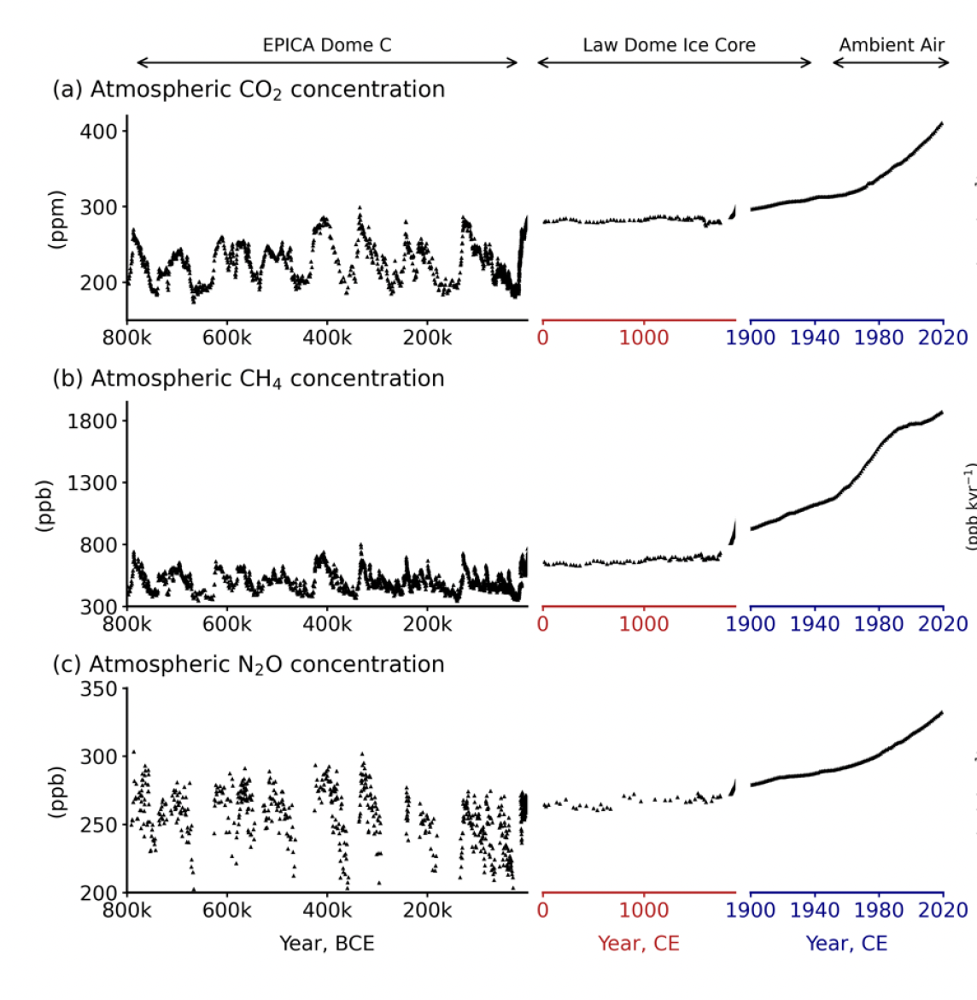 EPICA Dome C Law Dome Ice Core Ambient Air
(a) Atmospheric CO₂ concentration
400
300
200
(ppm)
800k 600k 400k 200k 0 1000 1900 1940 1980 2020
(b) Atmospheric CH₄ concentration
1800
1300
800
300
(ppb)
(ppb kyr⁻¹)
800k 600k 400k 200k 0 1000 1900 1940 1980 2020
(c) Atmospheric N₂O concentration
350
300
250
200
(ppb)
800k 600k 400k 200k 0 1000 1900 1940 1980 2020
Year, BCE Year, CE Year, CE